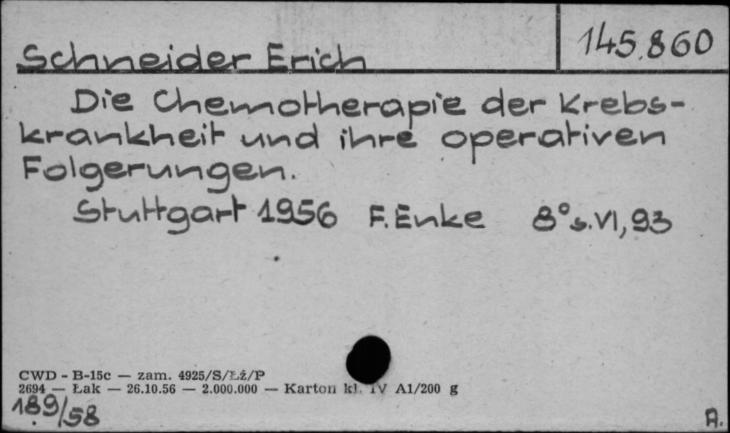 145.860
Schneider Erich
Die Chemotherapie der Krebs-
krankheit und ihre operativen
Folgerungen.
Stuttgart 1956 F. Enke 8° s. VI, 93
CWD - B-15c — zam. 4925/S/Łż/P
2694 — Łak — 26.10.56 — 2.000.000 — Karton kl. IV A1/200 g
189/58
A.